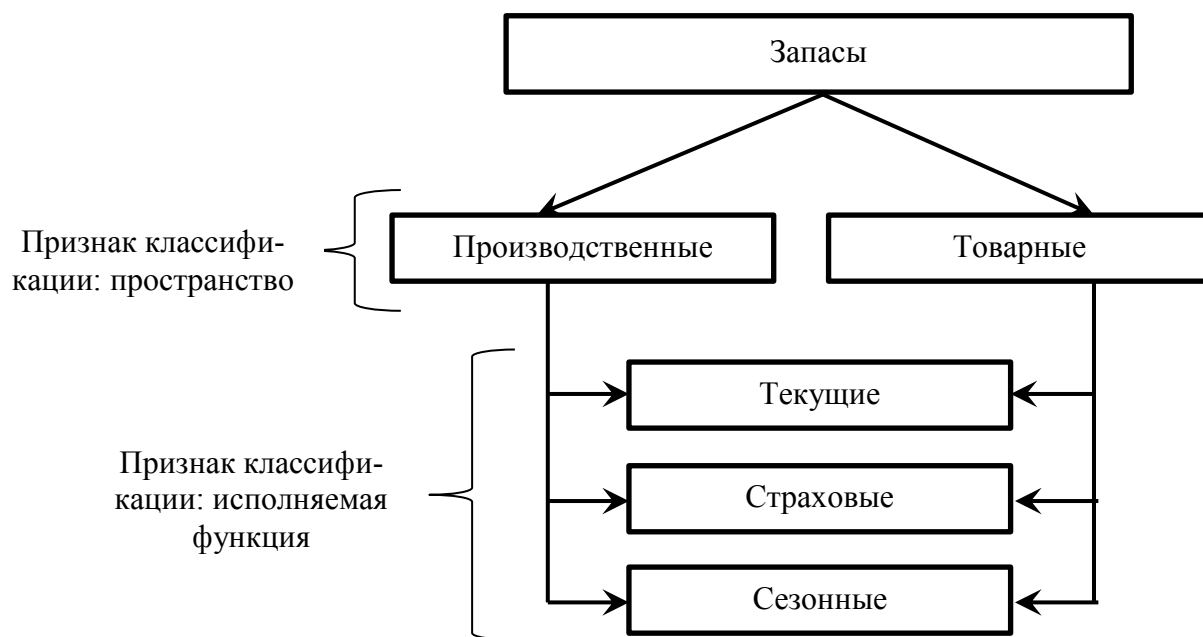 Запасы
Признак классифи-
кации: пространство
Производственные
Товарные
Текущие
Признак классифи-
кации: исполняемая
функция
Страховые
Сезонные